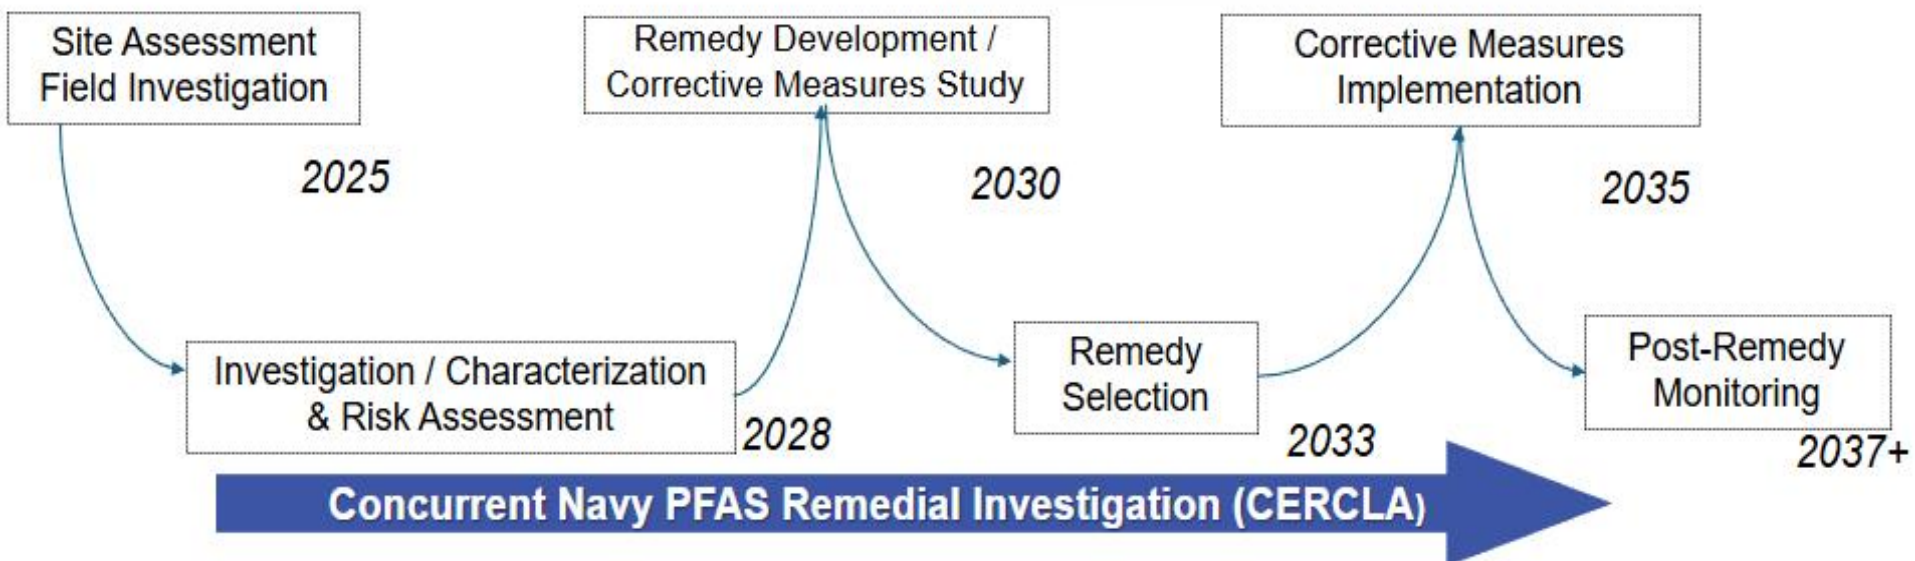 Site Assessment
Field Investigation
2025
Investigation / Characterization
& Risk Assessment
2028
Remedy Development /
Corrective Measures Study
2030
Remedy
Selection
2033
Corrective Measures
Implementation
2035
Post-Remedy
Monitoring
2037+
Concurrent Navy PFAS Remedial Investigation (CERCLA)